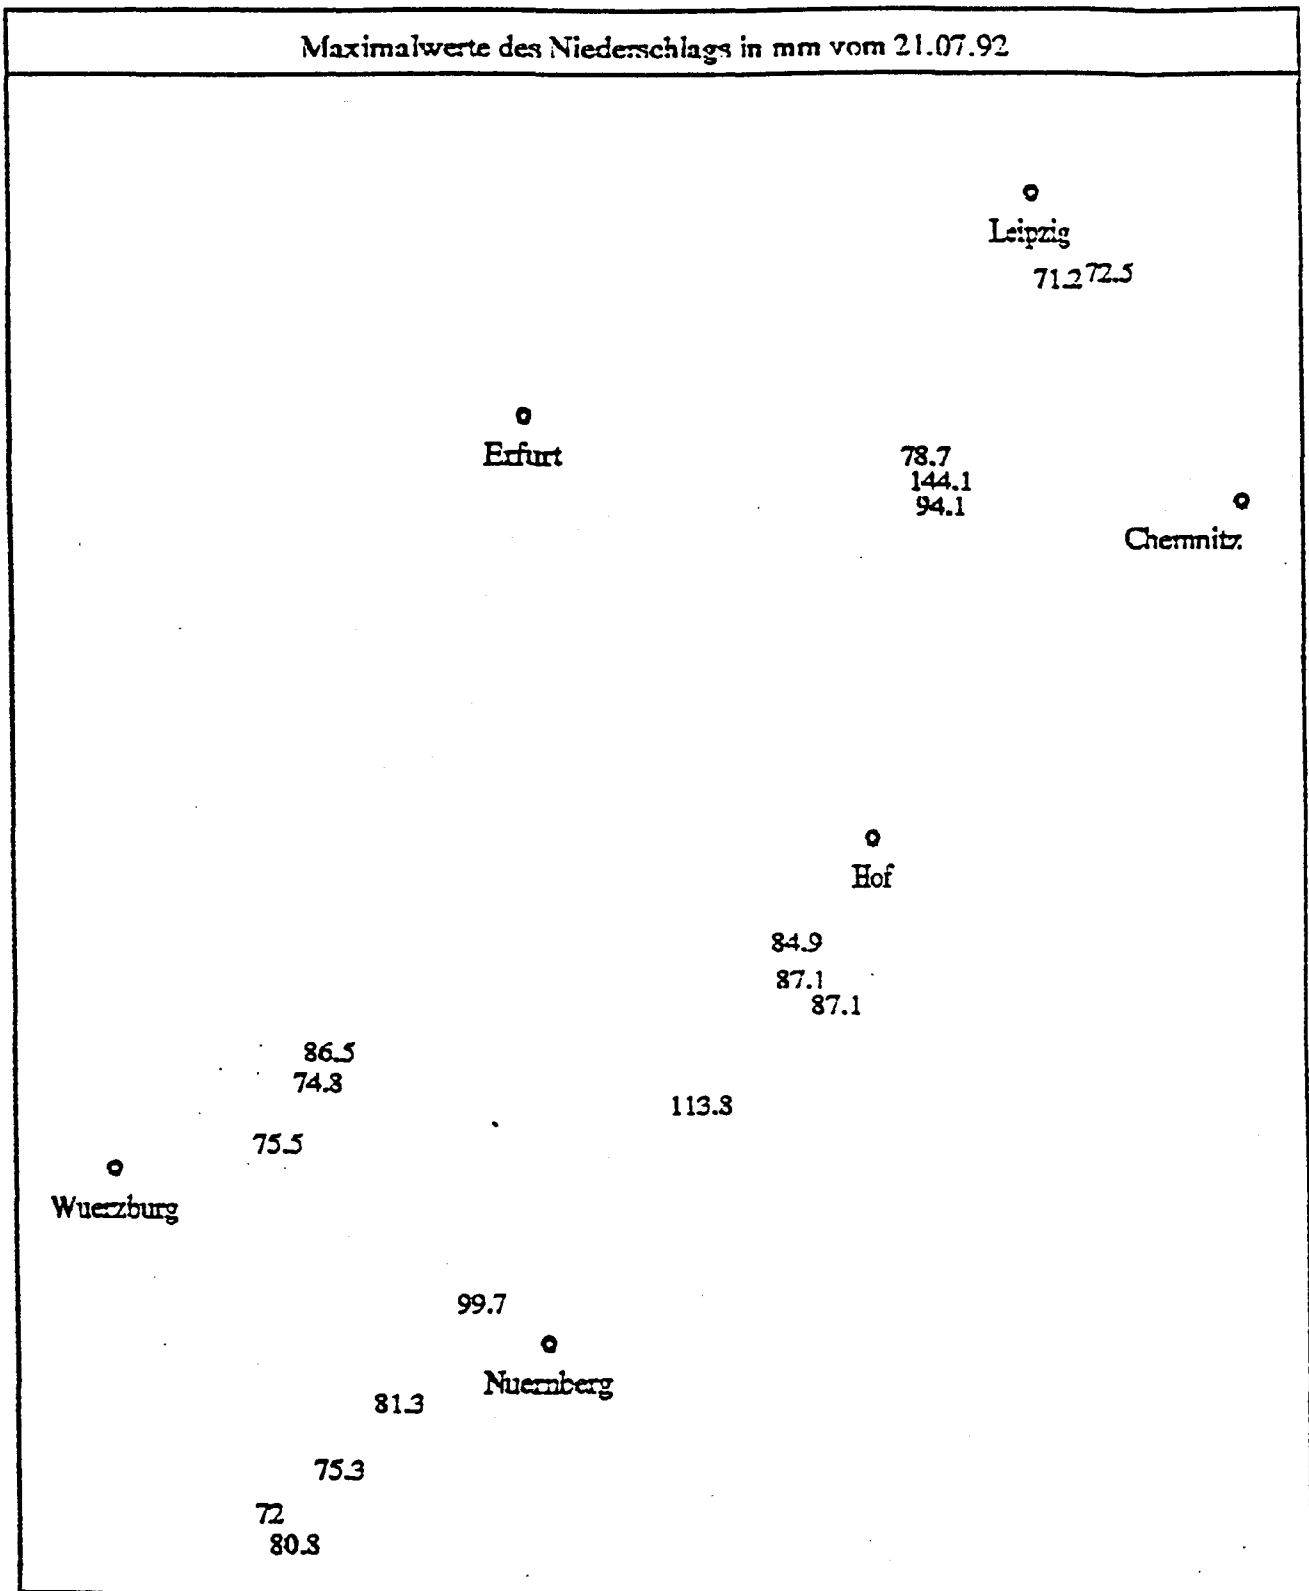 Maximalwerte des Niederschlags in mm vom 21.07.92
Leipzig
71.2 72.5
Erfurt
78.7
144.1
94.1
Chemnitz
Hof
84.9
87.1
87.1
86.5
74.8
113.8
75.5
Wuerzburg
99.7
Nuernberg
81.3
75.3
72
80.8